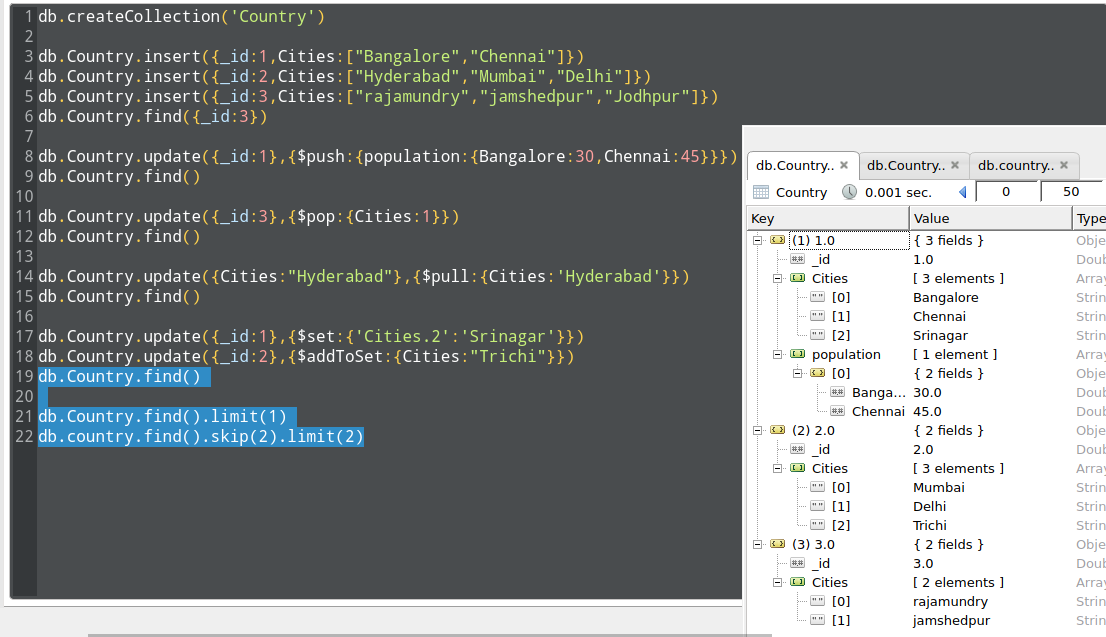 1 db.createCollection('Country')
2
3 db.Country.insert({_id:1,Cities:["Bangalore","Chennai"]})
4 db.Country.insert({_id:2,Cities:["Hyderabad","Mumbai","Delhi"]})
5 db.Country.insert({_id:3,Cities:["rajamundry","jamshedpur","Jodhpur"]})
6 db.Country.find({_id:3})
7
8 db.Country.update({_id:1},{$push:{population:{Bangalore:30,Chennai:45}}})
9 db.Country.find()
10
11 db.Country.update({_id:3},{$pop:{Cities:1}})
12 db.Country.find()
13
14 db.Country.update({Cities:"Hyderabad"},{$pull:{Cities:'Hyderabad'}})
15 db.Country.find()
16
17 db.Country.update({_id:1},{$set:{'Cities.2':'Srinagar'}})
18 db.Country.update({_id:2},{$addToSet:{Cities:"Trichi"}})
19 db.Country.find()
20
21 db.Country.find().limit(1)
22 db.country.find().skip(2).limit(2)
db.Country.. db.Country.. db.country..
Country 0.001 sec. 0 50
Key Value Type
(1) 1.0 { 3 fields } Obje
_id 1.0 Doub
Cities [ 3 elements ] Array
[0] Bangalore Strin
[1] Chennai Strin
[2] Srinagar Strin
population [ 1 element ] Array
[0] { 2 fields } Obje
Banga... 30.0 Doub
Chennai 45.0 Doub
(2) 2.0 { 2 fields } Obje
_id 2.0 Doub
Cities [ 3 elements ] Array
[0] Mumbai Strin
[1] Delhi Strin
[2] Trichi Strin
(3) 3.0 { 2 fields } Obje
_id 3.0 Doub
Cities [ 2 elements ] Array
[0] rajamundry Strin
[1] jamshedpur Strin